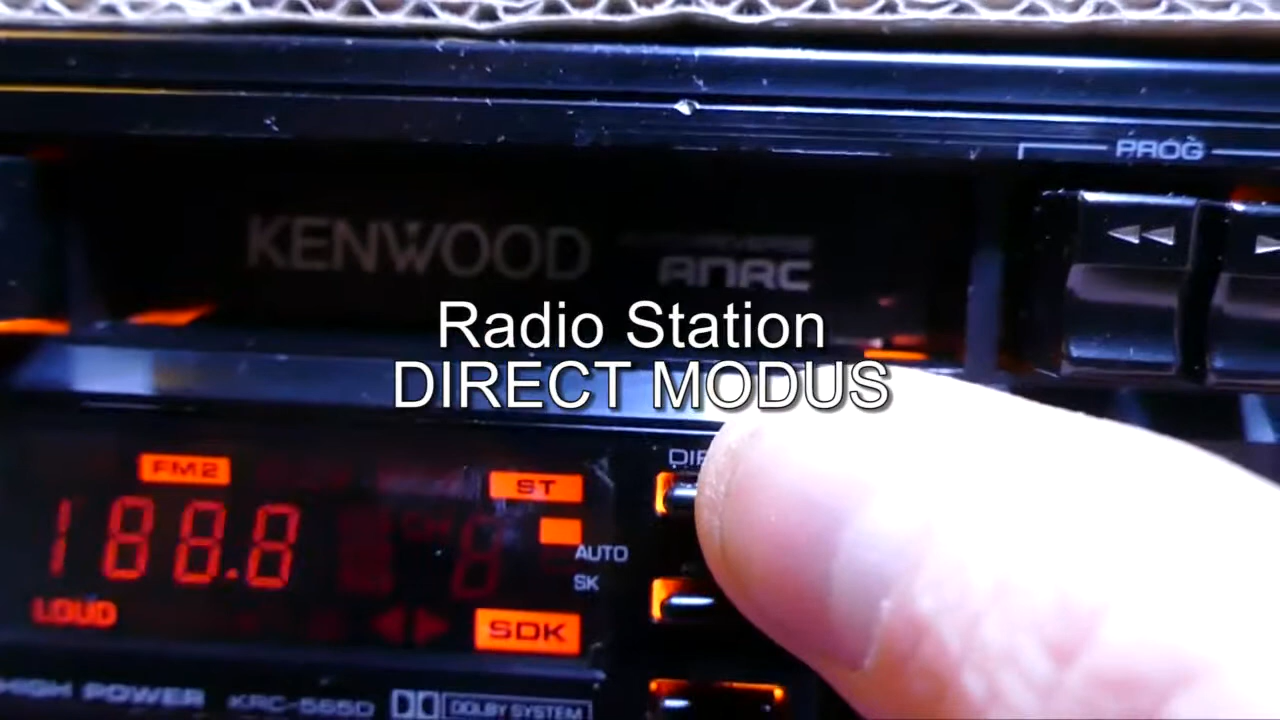 PROG
KENWOOD
ANRC
Radio Station
DIRECT MODUS
DIR
FM2
ST
188.8
AUTO
SK
LOUD
SDK
HIGH POWER KRC-565D DOLBY SYSTEM